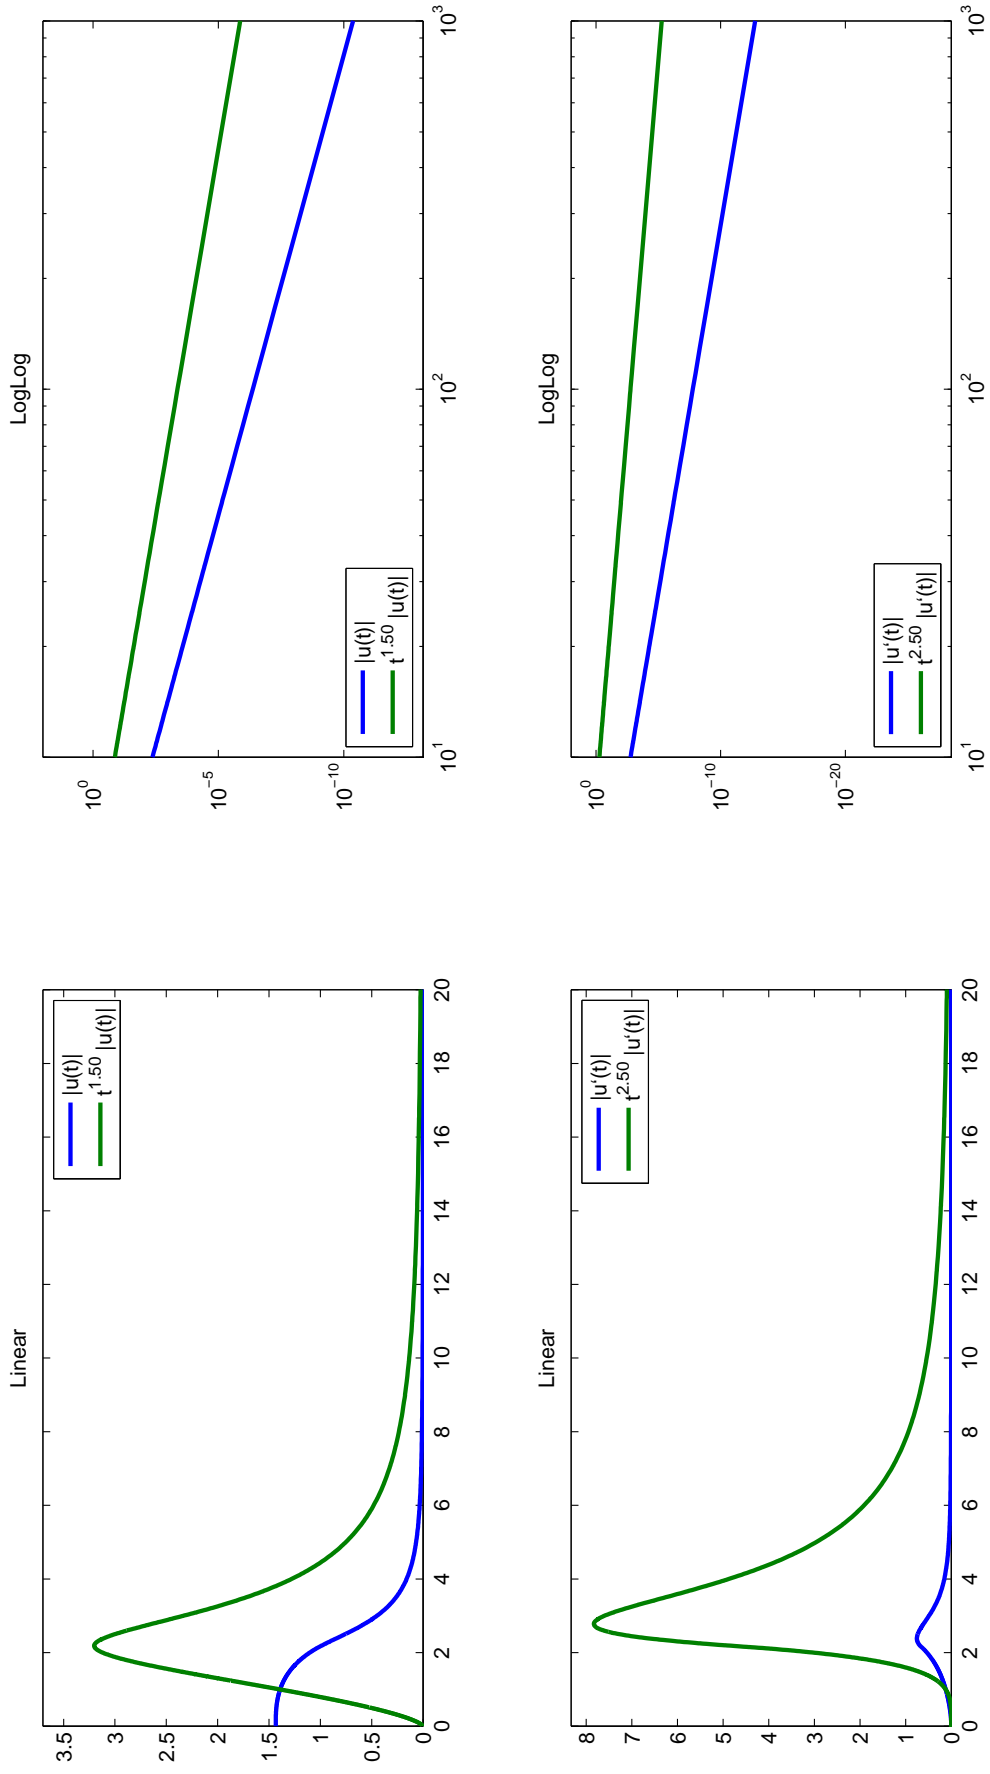 Linear
3.5
3
2.5
2
1.5
1
0.5
0
0 2 4 6 8 10 12 14 16 18 20
|u(t)|
t^1.50 |u(t)|
LogLog
10^0
10^−5
10^−10
10^1 10^2 10^3
|u(t)|
t^1.50 |u(t)|
Linear
8
7
6
5
4
3
2
1
0
0 2 4 6 8 10 12 14 16 18 20
|u‘(t)|
t^2.50 |u‘(t)|
LogLog
10^0
10^−10
10^−20
10^1 10^2 10^3
|u‘(t)|
t^2.50 |u‘(t)|